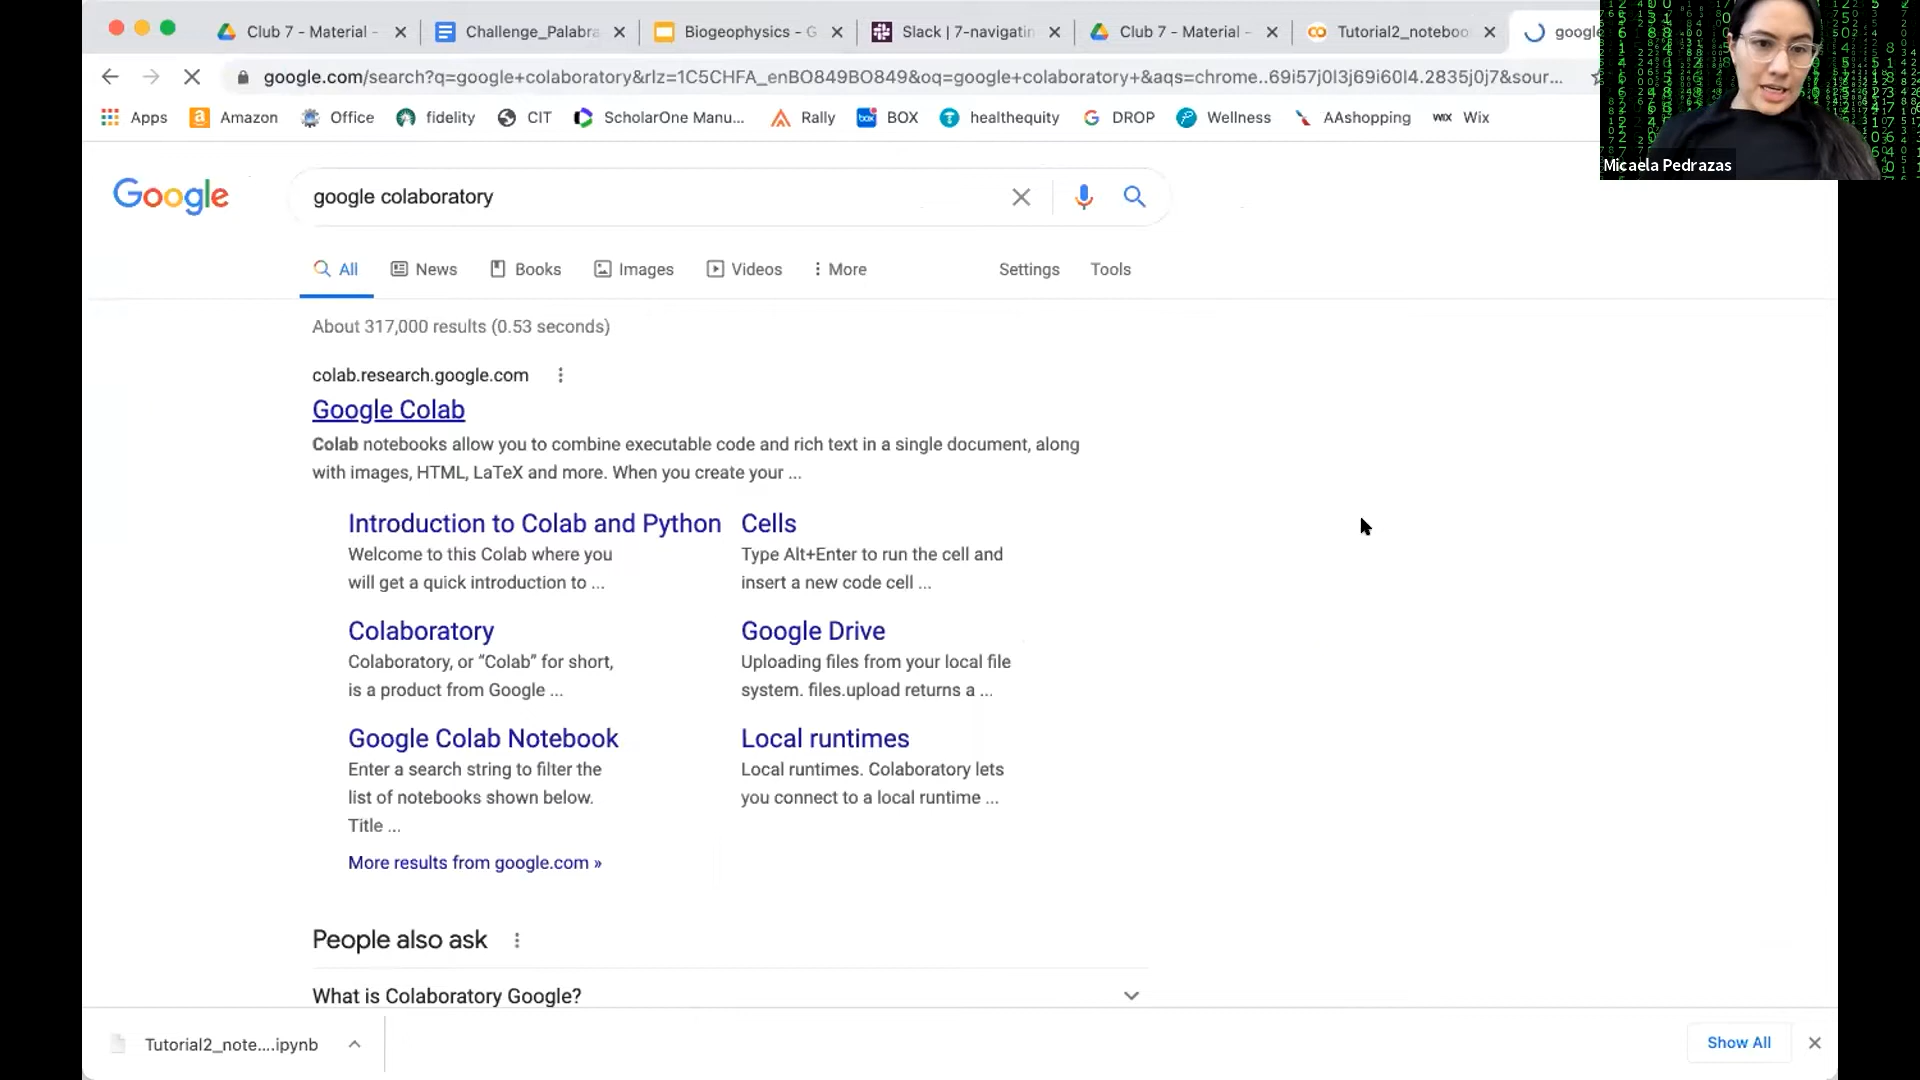 Club 7 - Material -
Challenge_Palabra
Biogeophysics - G
Slack | 7-navigatin
Club 7 - Material -
Tutorial2_noteboo
google
google.com/search?q=google+colaboratory&rlz=1C5CHFA_enBO849BO849&oq=google+colaboratory+&aqs=chrome..69i57j0l3j69i60l4.2835j0j7&sour...
Apps
Amazon
Office
fidelity
CIT
ScholarOne Manu...
Rally
box
BOX
healthequity
DROP
Wellness
AAshopping
WIX
Wix
Micaela Pedrazas
Google
google colaboratory
All
News
Books
Images
Videos
More
Settings
Tools
About 317,000 results (0.53 seconds)
colab.research.google.com
Google Colab
Colab notebooks allow you to combine executable code and rich text in a single document, along
with images, HTML, LaTeX and more. When you create your ...
Introduction to Colab and Python
Welcome to this Colab where you
will get a quick introduction to ...
Cells
Type Alt+Enter to run the cell and
insert a new code cell ...
Colaboratory
Colaboratory, or “Colab” for short,
is a product from Google ...
Google Drive
Uploading files from your local file
system. files.upload returns a ...
Google Colab Notebook
Enter a search string to filter the
list of notebooks shown below.
Title ...
Local runtimes
Local runtimes. Colaboratory lets
you connect to a local runtime ...
More results from google.com »
People also ask
What is Colaboratory Google?
Tutorial2_note....ipynb
Show All